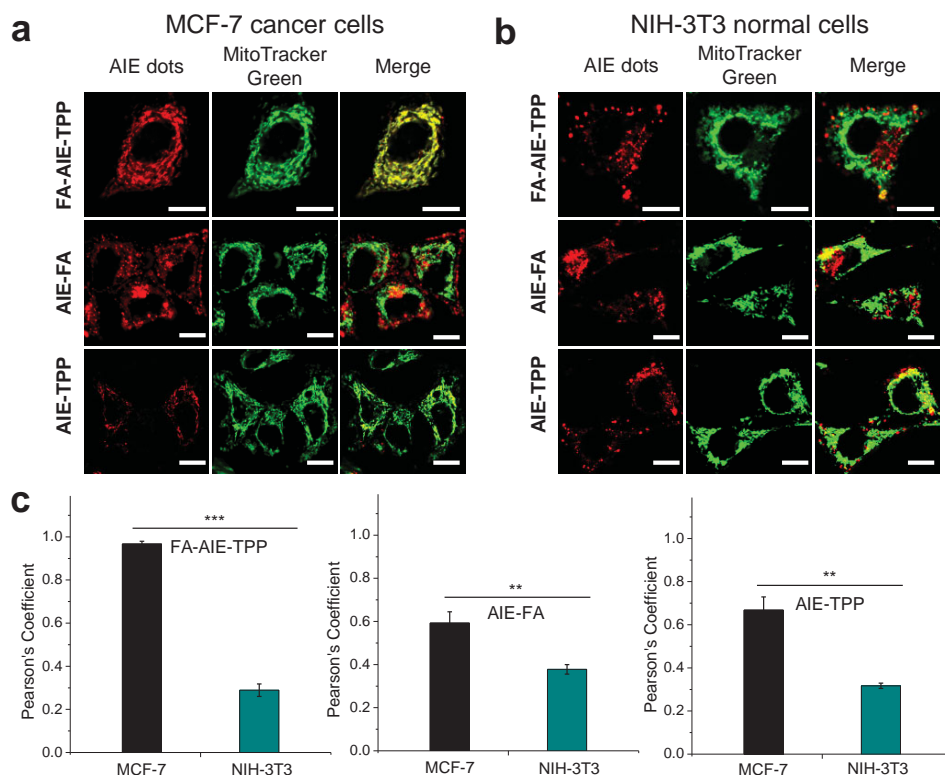 a
MCF-7 cancer cells
AIE dots
MitoTracker
Green
Merge
FA-AIE-TPP
AIE-FA
AIE-TPP
b
NIH-3T3 normal cells
AIE dots
MitoTracker
Green
Merge
FA-AIE-TPP
AIE-FA
AIE-TPP
c
Pearson's Coefficient
1.0
0.8
0.6
0.4
0.2
0.0
***
FA-AIE-TPP
MCF-7
NIH-3T3
Pearson's Coefficient
1.0
0.8
0.6
0.4
0.2
0.0
**
AIE-FA
MCF-7
NIH-3T3
Pearson's Coefficient
1.0
0.8
0.6
0.4
0.2
0.0
**
AIE-TPP
MCF-7
NIH-3T3